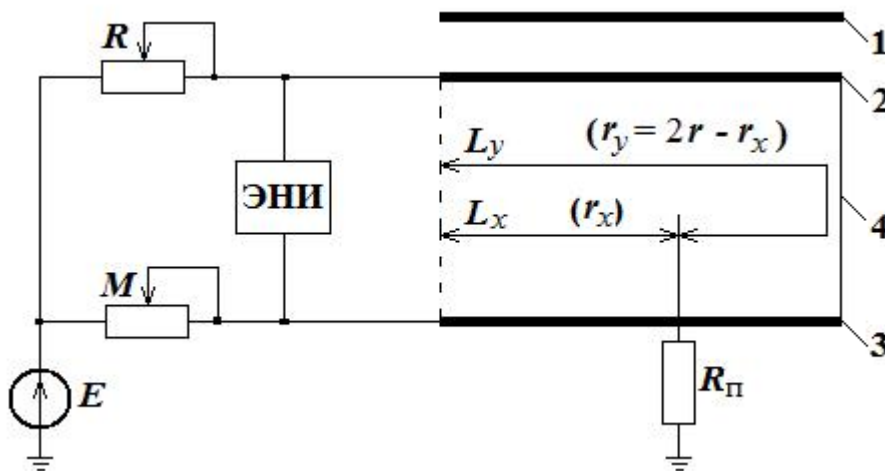 R
1
2
(r_y = 2r - r_x)
L_y
ЭНИ
L_x (r_x)
4
M
3
E
R_П